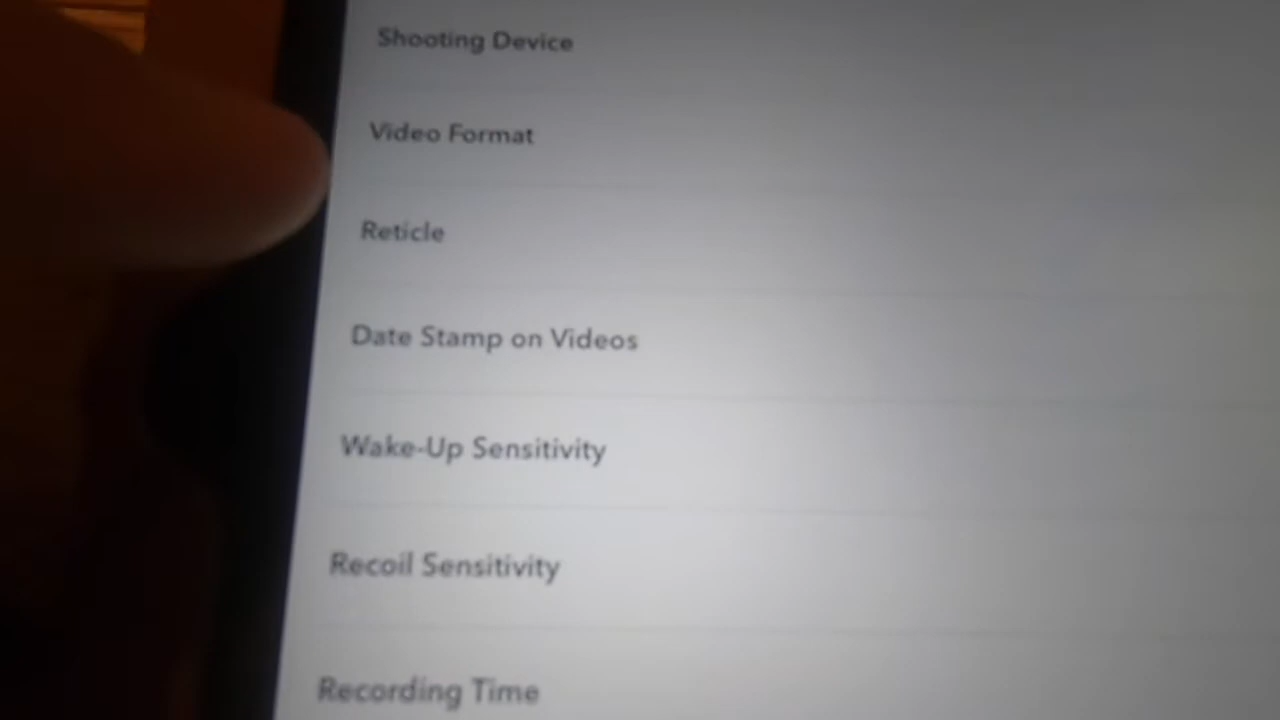 Shooting Device
Video Format
Reticle
Date Stamp on Videos
Wake-Up Sensitivity
Recoil Sensitivity
Recording Time